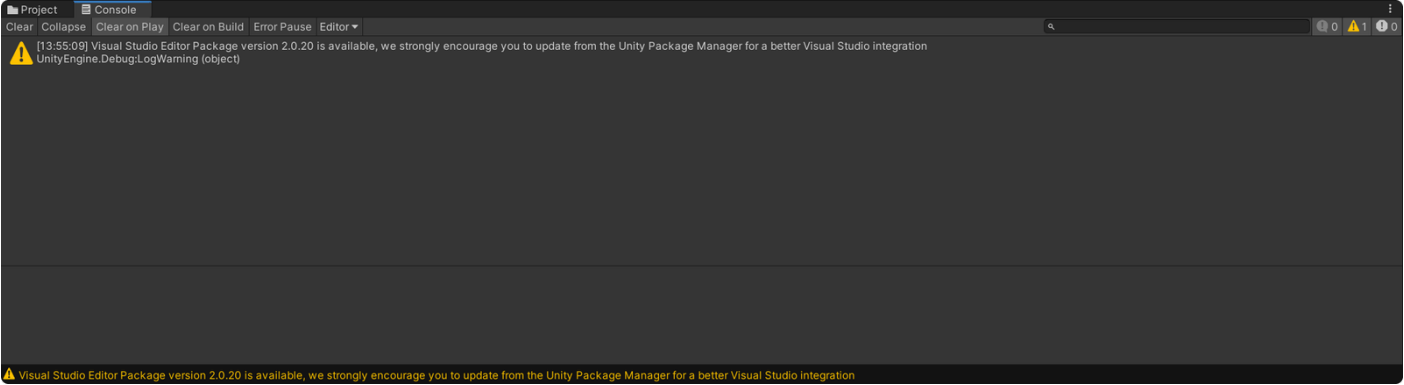 Project Console
Clear Collapse Clear on Play Clear on Build Error Pause Editor 0 1 0
[13:55:09] Visual Studio Editor Package version 2.0.20 is available, we strongly encourage you to update from the Unity Package Manager for a better Visual Studio integration
UnityEngine.Debug:LogWarning (object)
Visual Studio Editor Package version 2.0.20 is available, we strongly encourage you to update from the Unity Package Manager for a better Visual Studio integration